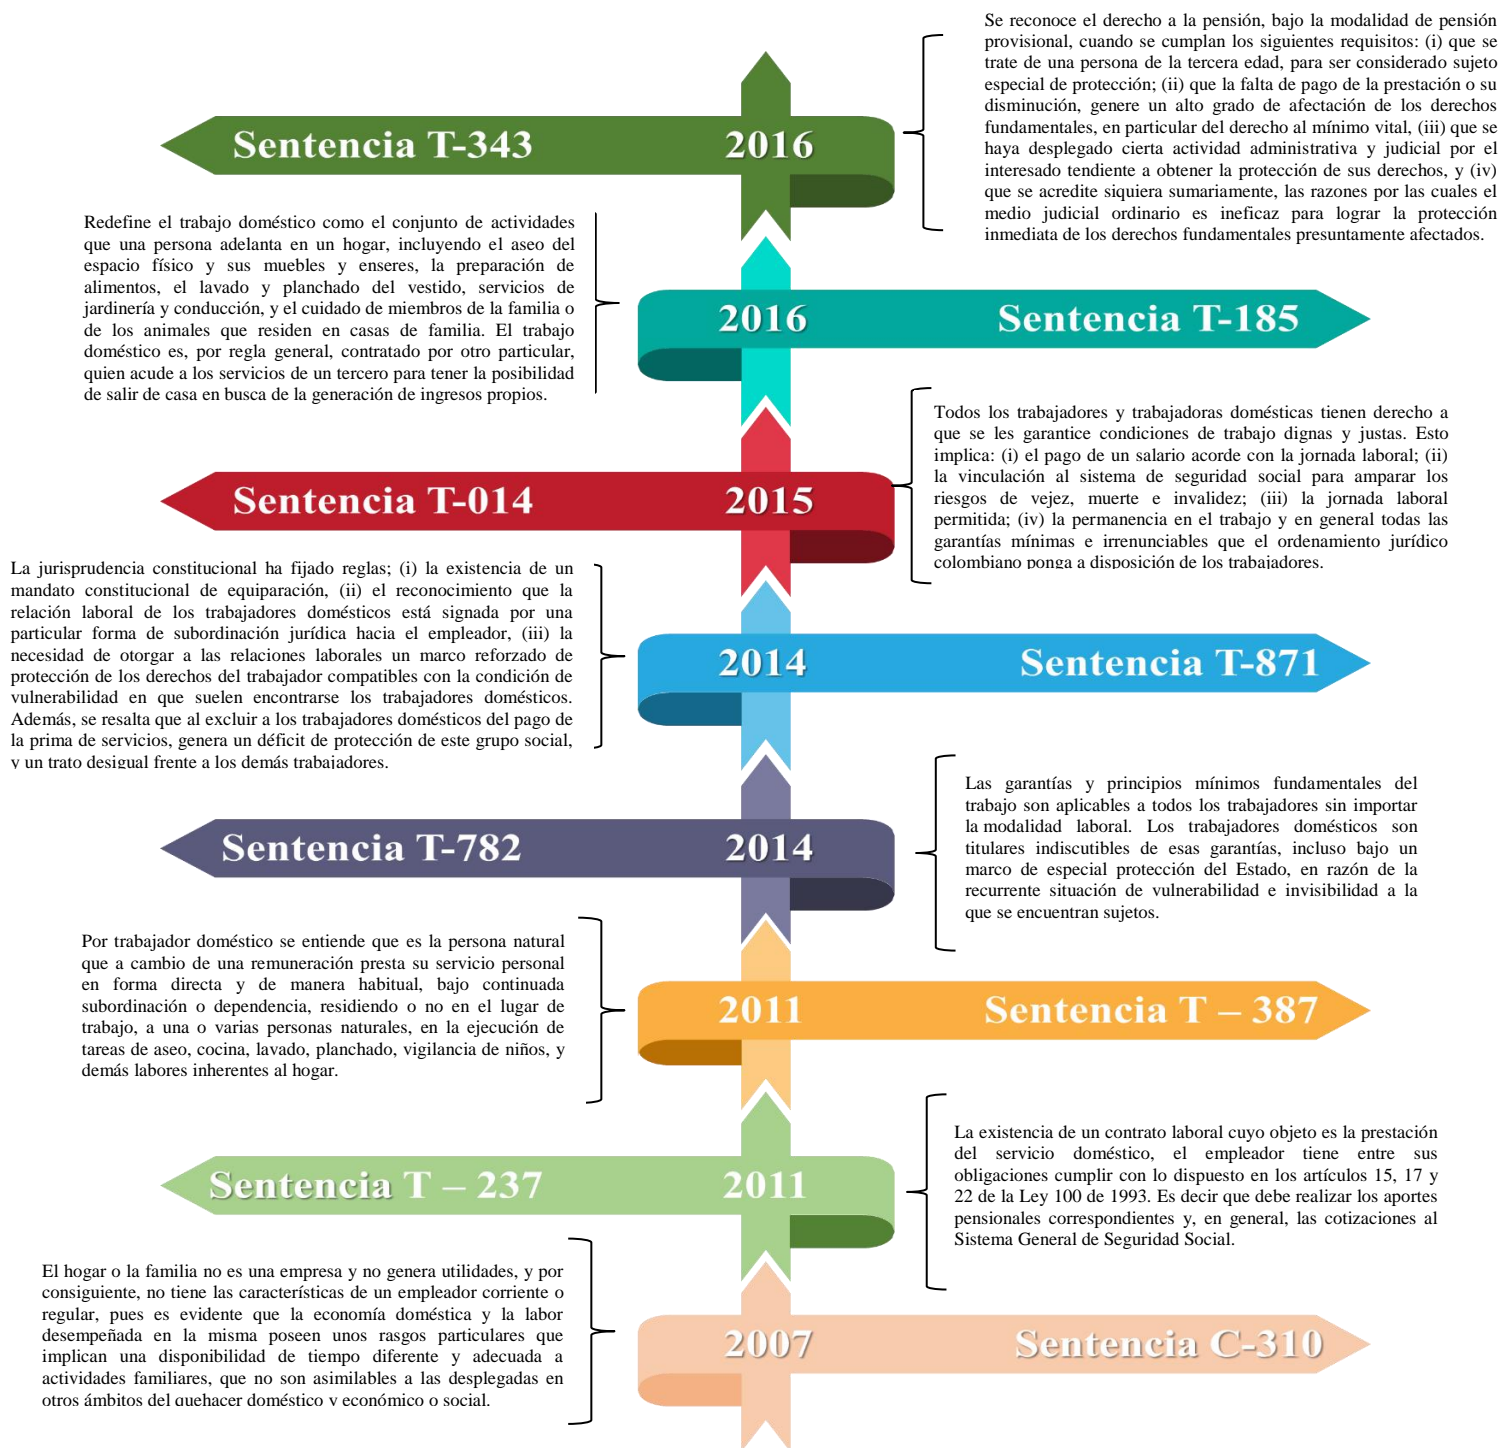 Se reconoce el derecho a la pensión, bajo la modalidad de pensión
provisional, cuando se cumplan los siguientes requisitos: (i) que se
trate de una persona de la tercera edad, para ser considerado sujeto
especial de protección; (ii) que la falta de pago de la prestación o su
disminución, genere un alto grado de afectación de los derechos
fundamentales, en particular del derecho al mínimo vital, (iii) que se
haya desplegado cierta actividad administrativa y judicial por el
interesado tendiente a obtener la protección de sus derechos, y (iv)
que se acredite siquiera sumariamente, las razones por las cuales el
medio judicial ordinario es ineficaz para lograr la protección
inmediata de los derechos fundamentales presuntamente afectados.
Sentencia T-343 2016
Redefine el trabajo doméstico como el conjunto de actividades
que una persona adelanta en un hogar, incluyendo el aseo del
espacio físico y sus muebles y enseres, la preparación de
alimentos, el lavado y planchado del vestido, servicios de
jardinería y conducción, y el cuidado de miembros de la familia o
de los animales que residen en casas de familia. El trabajo
doméstico es, por regla general, contratado por otro particular,
quien acude a los servicios de un tercero para tener la posibilidad
de salir de casa en busca de la generación de ingresos propios.
2016 Sentencia T-185
Todos los trabajadores y trabajadoras domésticas tienen derecho a
que se les garantice condiciones de trabajo dignas y justas. Esto
implica: (i) el pago de un salario acorde con la jornada laboral; (ii)
la vinculación al sistema de seguridad social para amparar los
riesgos de vejez, muerte e invalidez; (iii) la jornada laboral
permitida; (iv) la permanencia en el trabajo y en general todas las
garantías mínimas e irrenunciables que el ordenamiento jurídico
colombiano ponga a disposición de los trabajadores.
Sentencia T-014 2015
La jurisprudencia constitucional ha fijado reglas; (i) la existencia de un
mandato constitucional de equiparación, (ii) el reconocimiento que la
relación laboral de los trabajadores domésticos está signada por una
particular forma de subordinación jurídica hacia el empleador, (iii) la
necesidad de otorgar a las relaciones laborales un marco reforzado de
protección de los derechos del trabajador compatibles con la condición de
vulnerabilidad en que suelen encontrarse los trabajadores domésticos.
Además, se resalta que al excluir a los trabajadores domésticos del pago de
la prima de servicios, genera un déficit de protección de este grupo social,
y un trato desigual frente a los demás trabajadores.
2014 Sentencia T-871
Las garantías y principios mínimos fundamentales del
trabajo son aplicables a todos los trabajadores sin importar
la modalidad laboral. Los trabajadores domésticos son
titulares indiscutibles de esas garantías, incluso bajo un
marco de especial protección del Estado, en razón de la
recurrente situación de vulnerabilidad e invisibilidad a la
que se encuentran sujetos.
Sentencia T-782 2014
Por trabajador doméstico se entiende que es la persona natural
que a cambio de una remuneración presta su servicio personal
en forma directa y de manera habitual, bajo continuada
subordinación o dependencia, residiendo o no en el lugar de
trabajo, a una o varias personas naturales, en la ejecución de
tareas de aseo, cocina, lavado, planchado, vigilancia de niños, y
demás labores inherentes al hogar.
2011 Sentencia T – 387
La existencia de un contrato laboral cuyo objeto es la prestación
del servicio doméstico, el empleador tiene entre sus
obligaciones cumplir con lo dispuesto en los artículos 15, 17 y
22 de la Ley 100 de 1993. Es decir que debe realizar los aportes
pensionales correspondientes y, en general, las cotizaciones al
Sistema General de Seguridad Social.
Sentencia T – 237 2011
El hogar o la familia no es una empresa y no genera utilidades, y por
consiguiente, no tiene las características de un empleador corriente o
regular, pues es evidente que la economía doméstica y la labor
desempeñada en la misma poseen unos rasgos particulares que
implican una disponibilidad de tiempo diferente y adecuada a
actividades familiares, que no son asimilables a las desplegadas en
otros ámbitos del quehacer doméstico y económico o social.
2007 Sentencia C-310